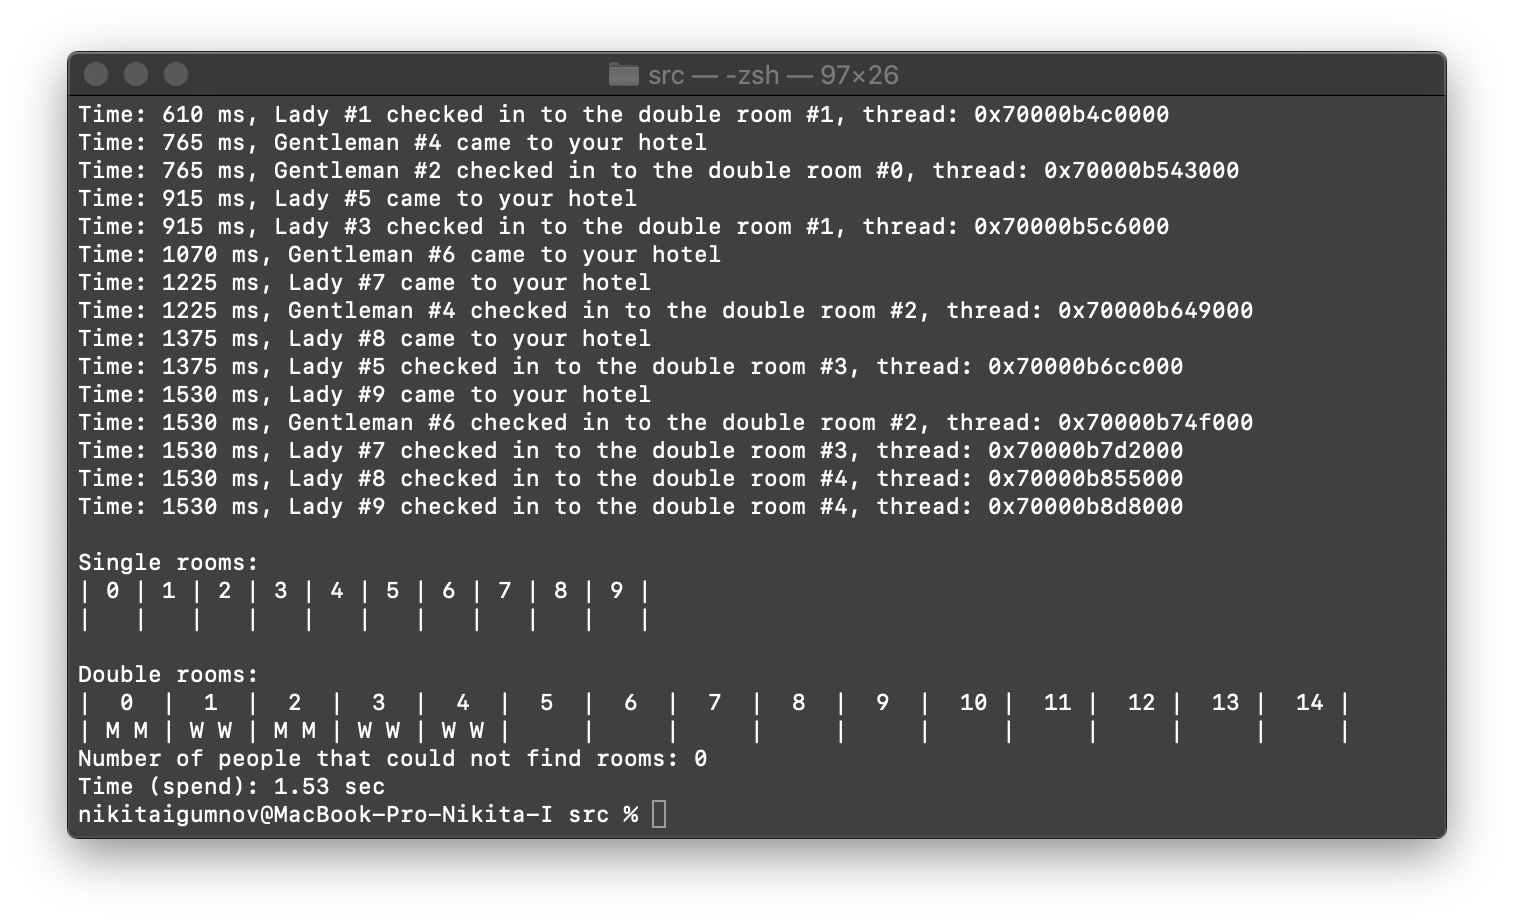 src — -zsh — 97×26
Time: 610 ms, Lady #1 checked in to the double room #1, thread: 0x70000b4c0000
Time: 765 ms, Gentleman #4 came to your hotel
Time: 765 ms, Gentleman #2 checked in to the double room #0, thread: 0x70000b543000
Time: 915 ms, Lady #5 came to your hotel
Time: 915 ms, Lady #3 checked in to the double room #1, thread: 0x70000b5c6000
Time: 1070 ms, Gentleman #6 came to your hotel
Time: 1225 ms, Lady #7 came to your hotel
Time: 1225 ms, Gentleman #4 checked in to the double room #2, thread: 0x70000b649000
Time: 1375 ms, Lady #8 came to your hotel
Time: 1375 ms, Lady #5 checked in to the double room #3, thread: 0x70000b6cc000
Time: 1530 ms, Lady #9 came to your hotel
Time: 1530 ms, Gentleman #6 checked in to the double room #2, thread: 0x70000b74f000
Time: 1530 ms, Lady #7 checked in to the double room #3, thread: 0x70000b7d2000
Time: 1530 ms, Lady #8 checked in to the double room #4, thread: 0x70000b855000
Time: 1530 ms, Lady #9 checked in to the double room #4, thread: 0x70000b8d8000
Single rooms:
| 0 | 1 | 2 | 3 | 4 | 5 | 6 | 7 | 8 | 9 |
|   |   |   |   |   |   |   |   |   |   |
Double rooms:
|  0  |  1  |  2  |  3  |  4  |  5  |  6  |  7  |  8  |  9  |  10 |  11 |  12 |  13 |  14 |
| M M | W W | M M | W W | W W |     |     |     |     |     |     |     |     |     |     |
Number of people that could not find rooms: 0
Time (spend): 1.53 sec
nikitaigumnov@MacBook-Pro-Nikita-I src %